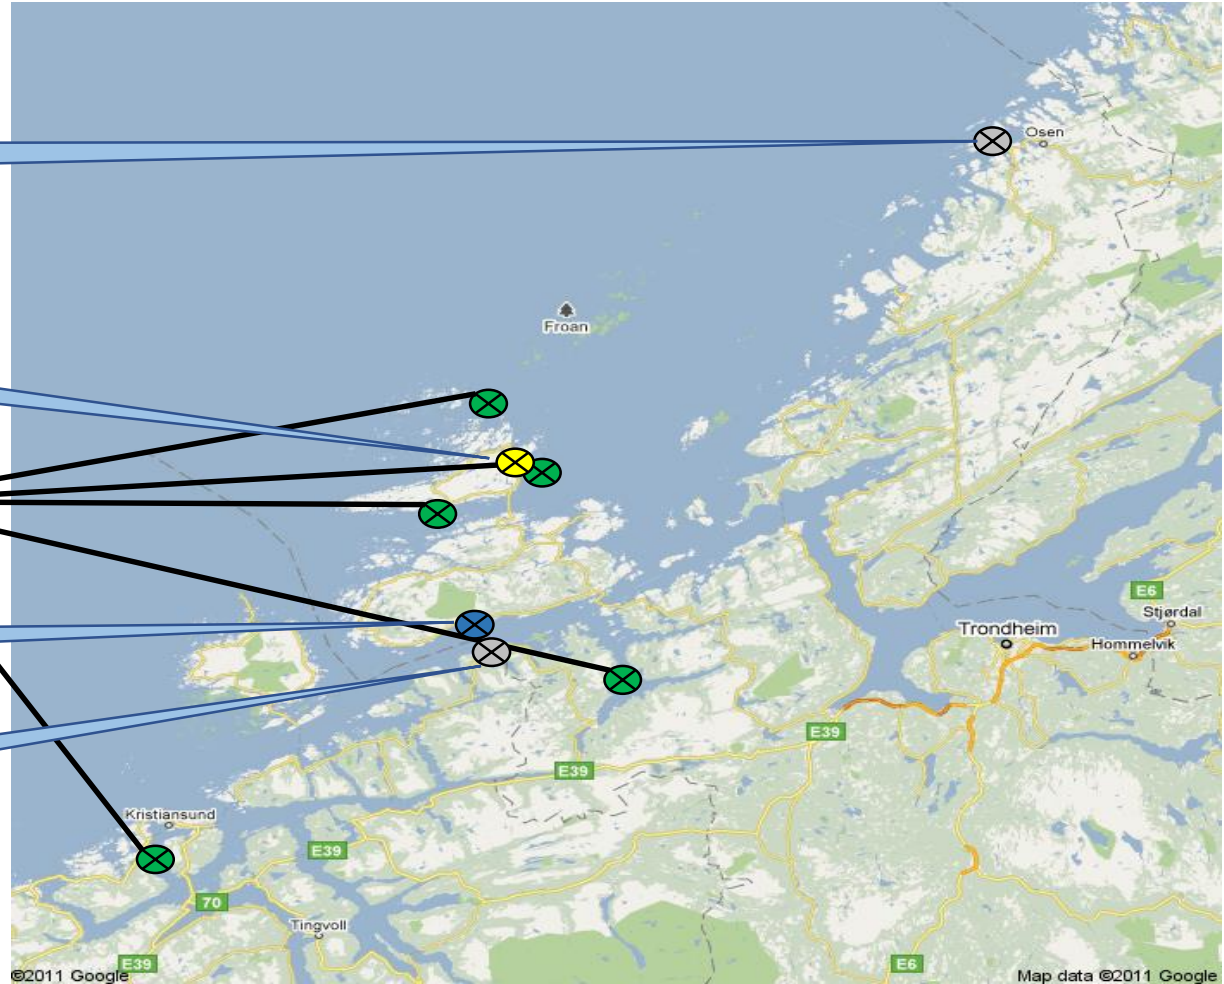 Osen
Froan
E6
Stjørdal
Trondheim
Hommelvik
E39
E39
Kristiansund
E39
70
Tingvoll
E39
E6
©2011 Google
Map data ©2011 Google